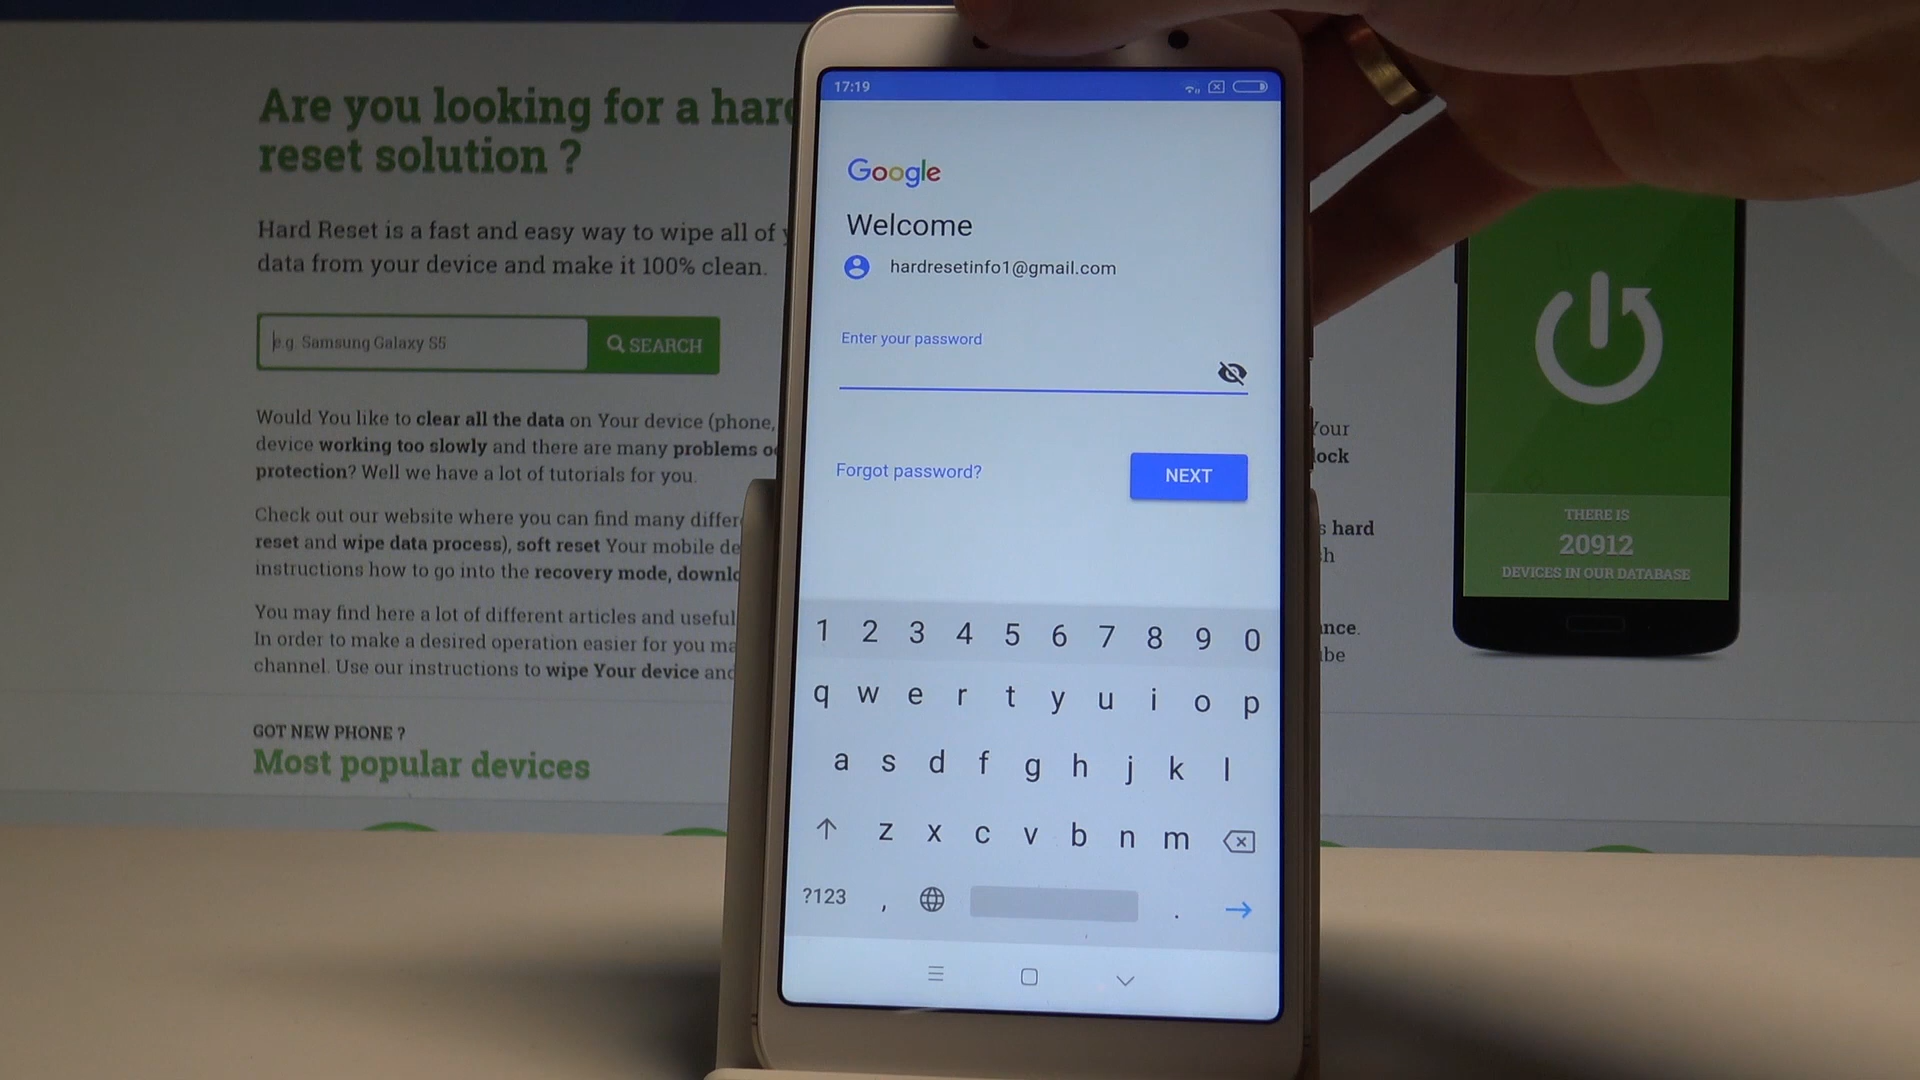 Are you looking for a hard
reset solution ?
Hard Reset is a fast and easy way to wipe all of
data from your device and make it 100% clean.
e.g. Samsung Galaxy S5
SEARCH
Would You like to clear all the data on Your device (phone,
device working too slowly and there are many problems
protection? Well we have a lot of tutorials for you.
Check out our website where you can find many
reset and wipe data process), soft reset Your mobile
instructions how to go into the recovery mode,
You may find here a lot of different articles and useful
In order to make a desired operation easier for you
channel. Use our instructions to wipe Your device and
GOT NEW PHONE ?
Most popular devices
17:19
Google
Welcome
hardresetinfo1@gmail.com
Enter your password
Forgot password?
NEXT
1 2 3 4 5 6 7 8 9 0
q w e r t y u i o p
a s d f g h j k l
z x c v b n m
?123 , .
hard
THERE IS
20912
DEVICES IN OUR DATABASE